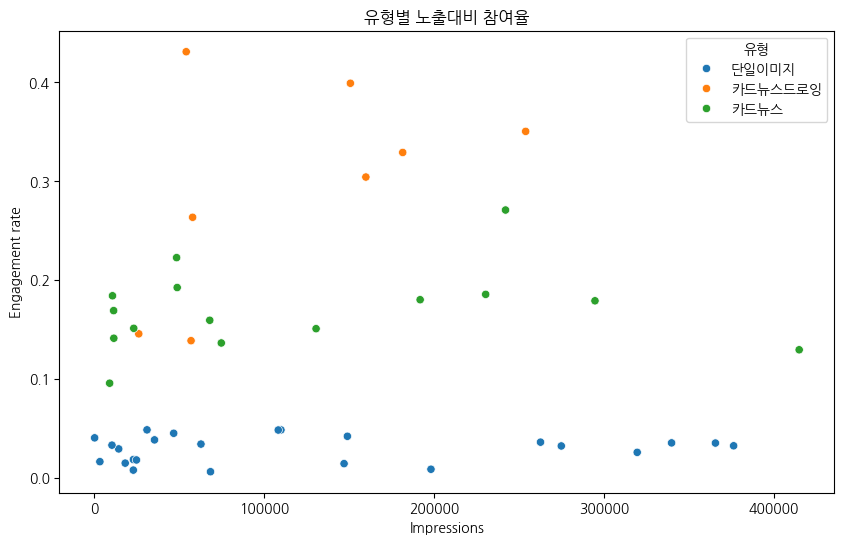 유형별 노출대비 참여율
유형
단일이미지
카드뉴스드로잉
카드뉴스
Engagement rate
0.4
0.3
0.2
0.1
0.0
0
100000
200000
300000
400000
Impressions